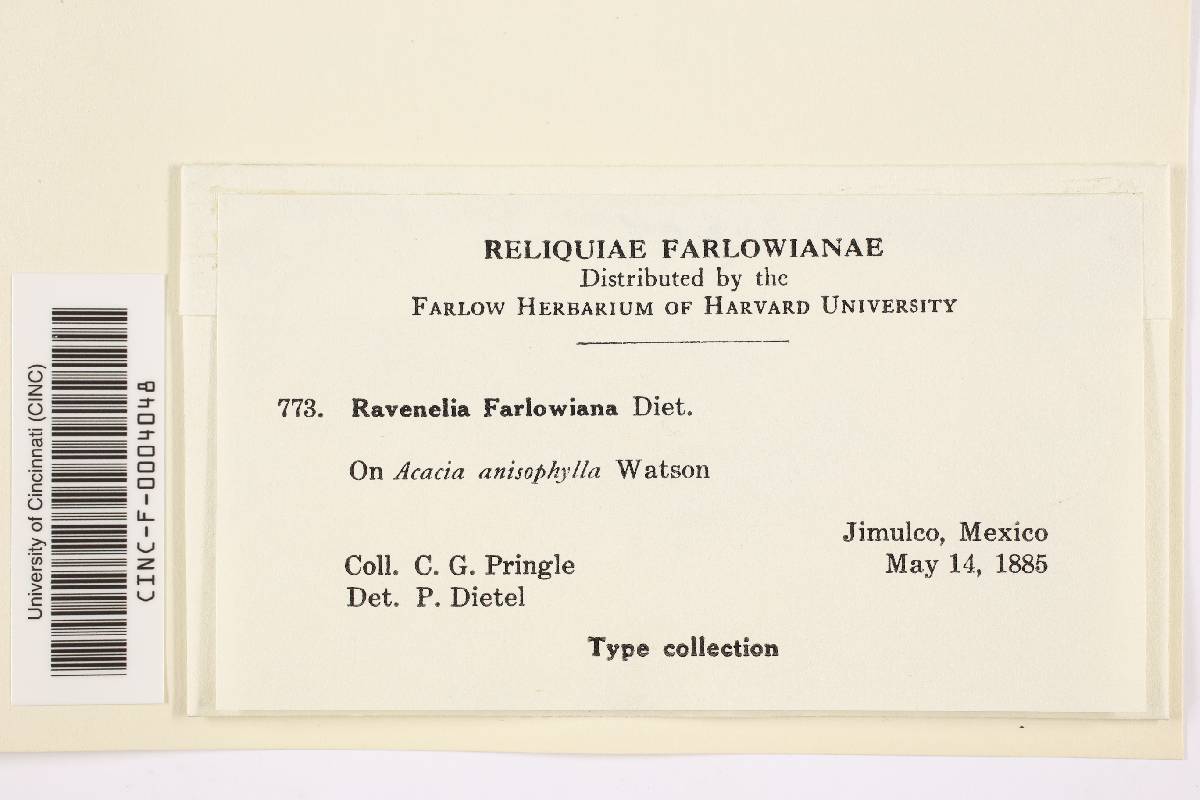 RELIQUIAE FARLOWIANAE
Distributed by the
FARLOW HERBARIUM OF HARVARD UNIVERSITY
773. Ravenelia Farlowiana Diet.
On Acacia anisophylla Watson
Jimulco, Mexico
May 14, 1885
Coll. C. G. Pringle
Det. P. Dietel
Type collection
University of Cincinnati (CINC)
CINC-F-0004048